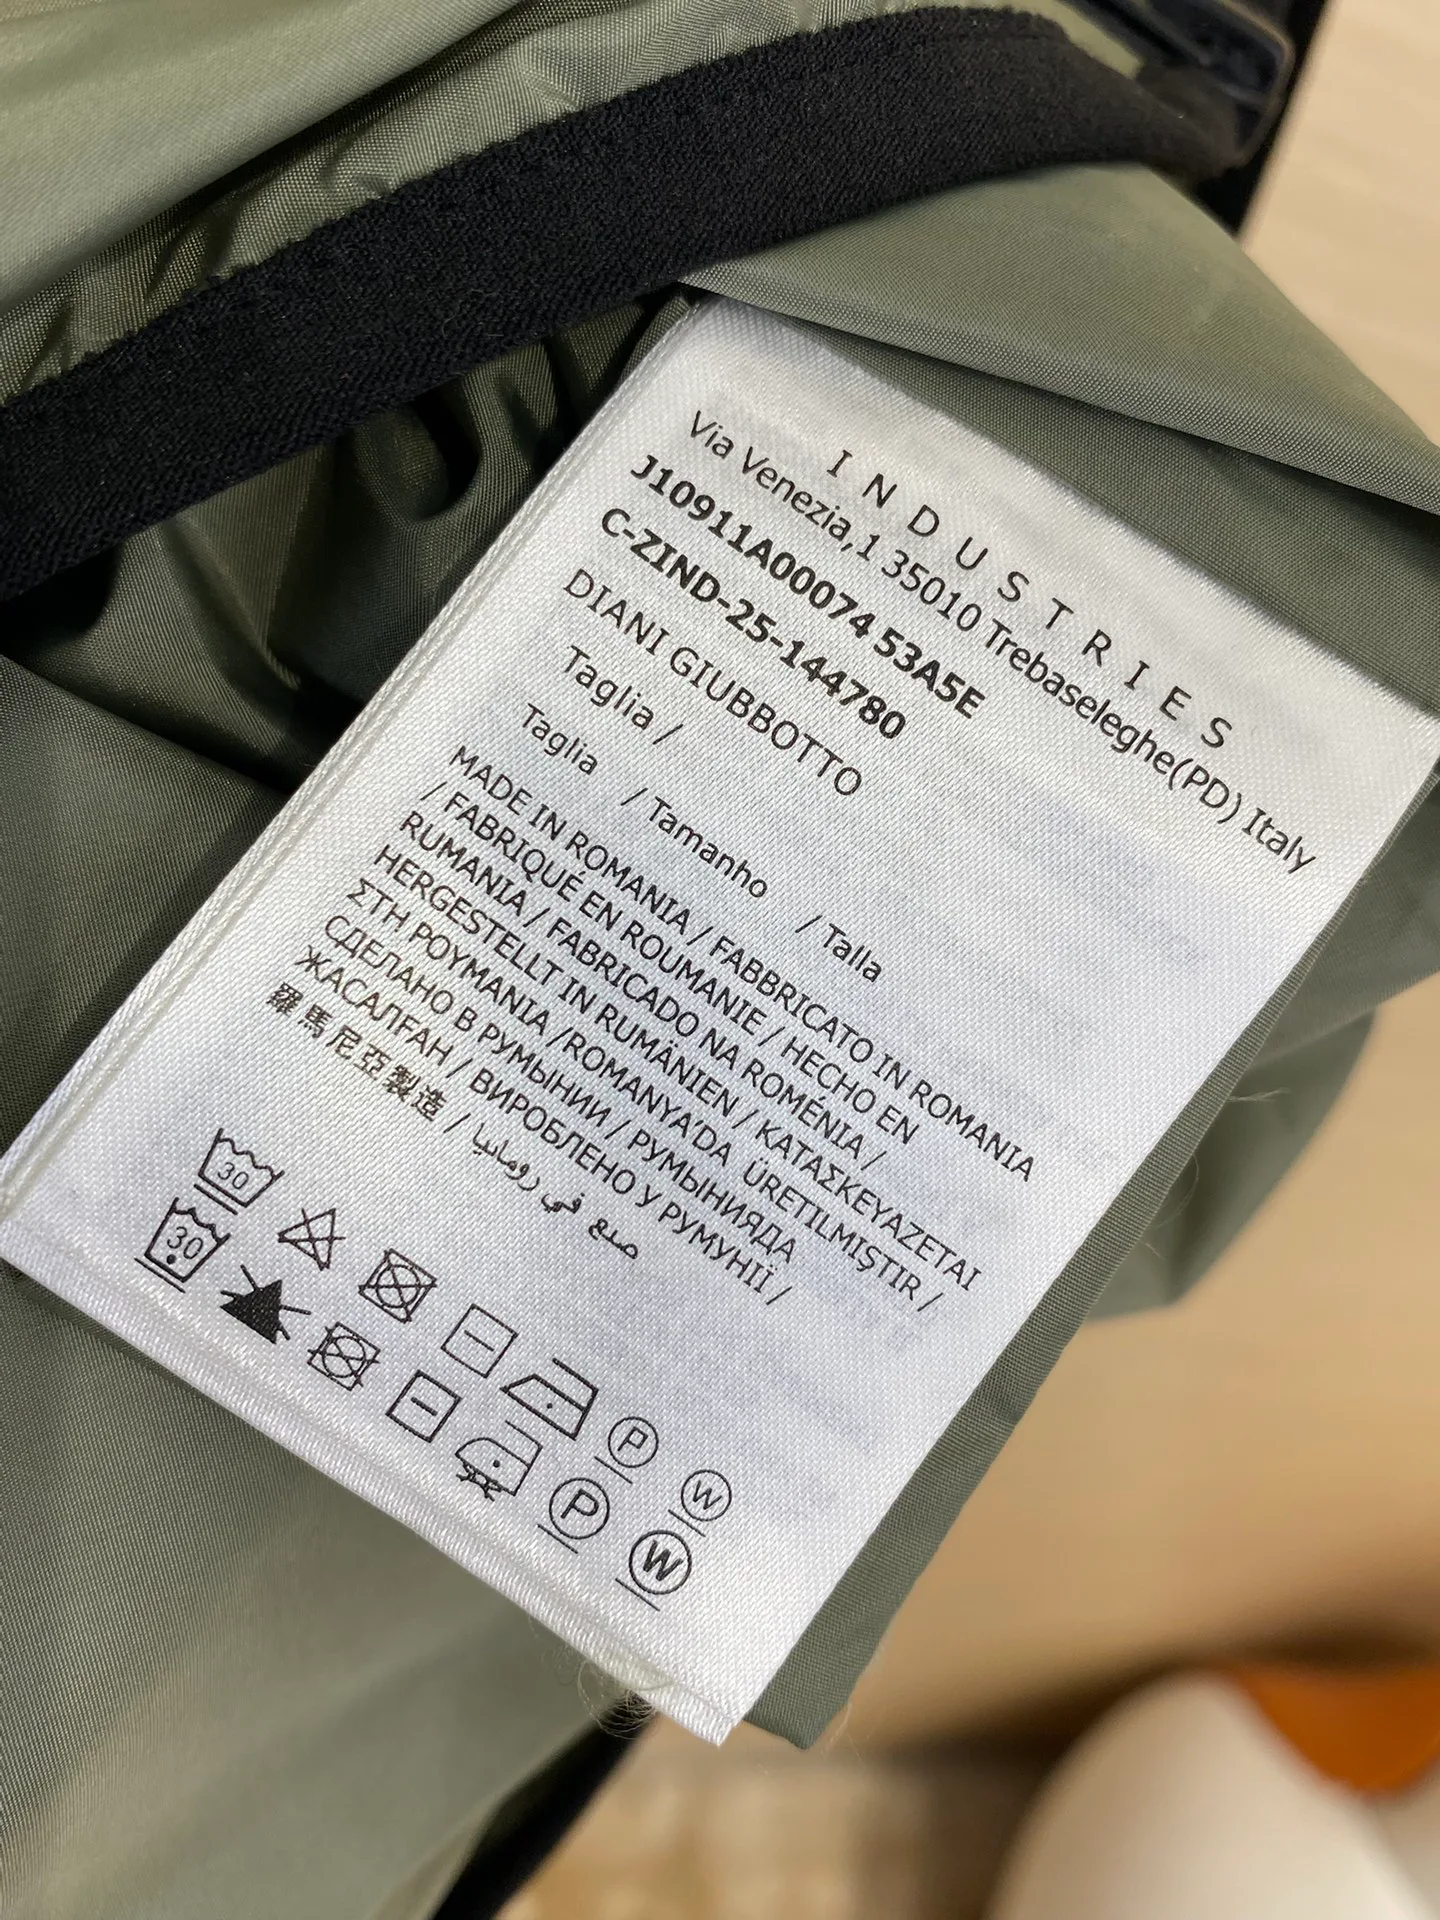 INDUSTRIES
Via Venezia,1 35010 Trebaseleghe(PD) Italy
J10911A00074 53A5E
C-ZIND-25-144780
DIANI GIUBBOTTO
Taglia /
Taglia / Tamanho / Talla
MADE IN ROMANIA / FABBRICATO IN ROMANIA
/ FABRIQUÉ EN ROUMANIE / HECHO EN
RUMANIA / FABRICADO NA ROMÉNIA /
HERGESTELLT IN RUMÄNIEN / ΚΑΤΑΣΚΕΥΑΖΕΤΑΙ
ΣΤΗ ΡΟΥΜΑΝΙΑ /ROMANYA'DA ÜRETILMIŞTIR /
СДЕЛАНО В РУМЫНИИ / РУМЫНИЯДА
ЖАСАЛҒАН / ВИРОБЛЕНО У РУМУНІЇ /
羅馬尼亞製造 / صنع في رومانيا
30 P W
30 P W